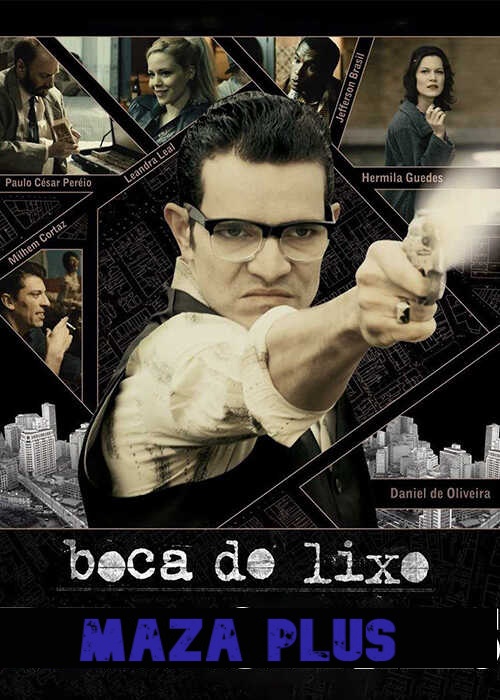 Jefferson Brasil
Leandra Leal
Paulo César Peréio
Hermila Guedes
Milhem Cortaz
Daniel de Oliveira
boca do lixo
MAZA PLUS